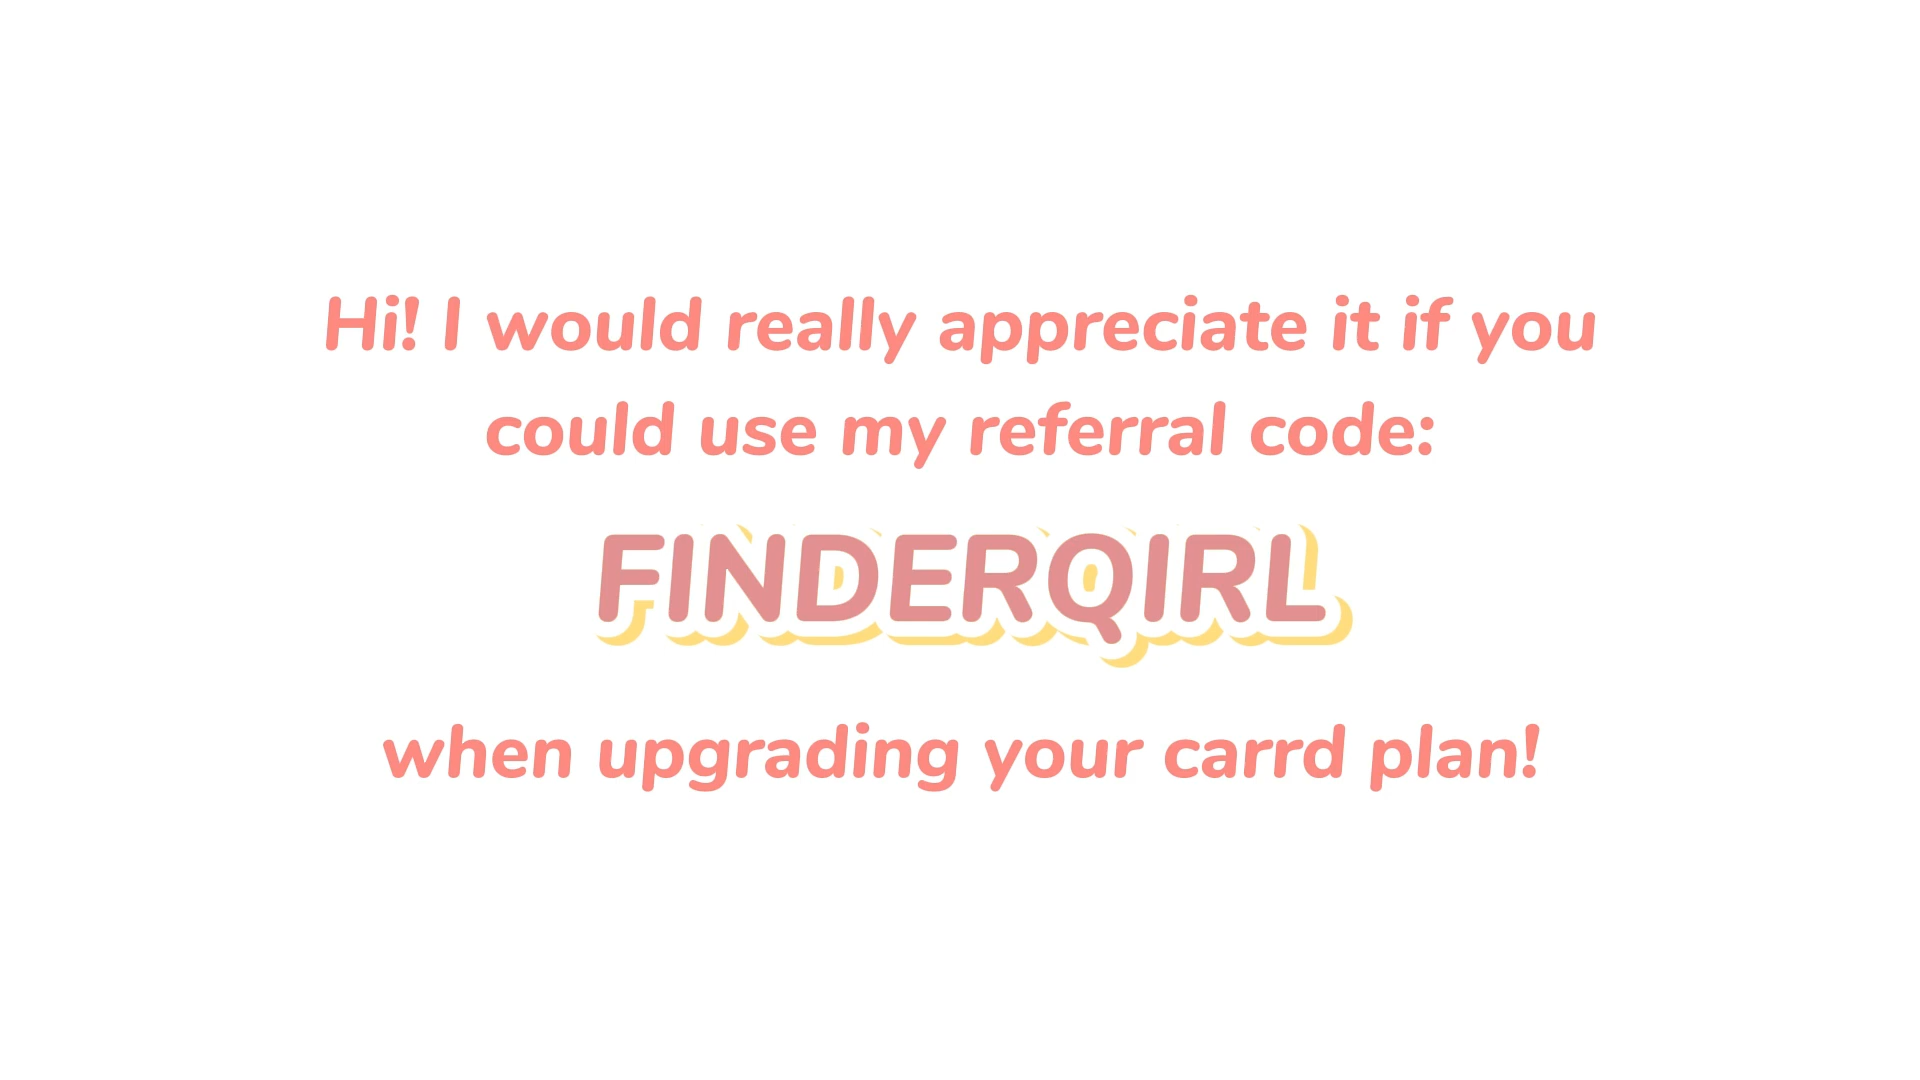 Hi! I would really appreciate it if you
could use my referral code:
FINDERQIRL
when upgrading your carrd plan!